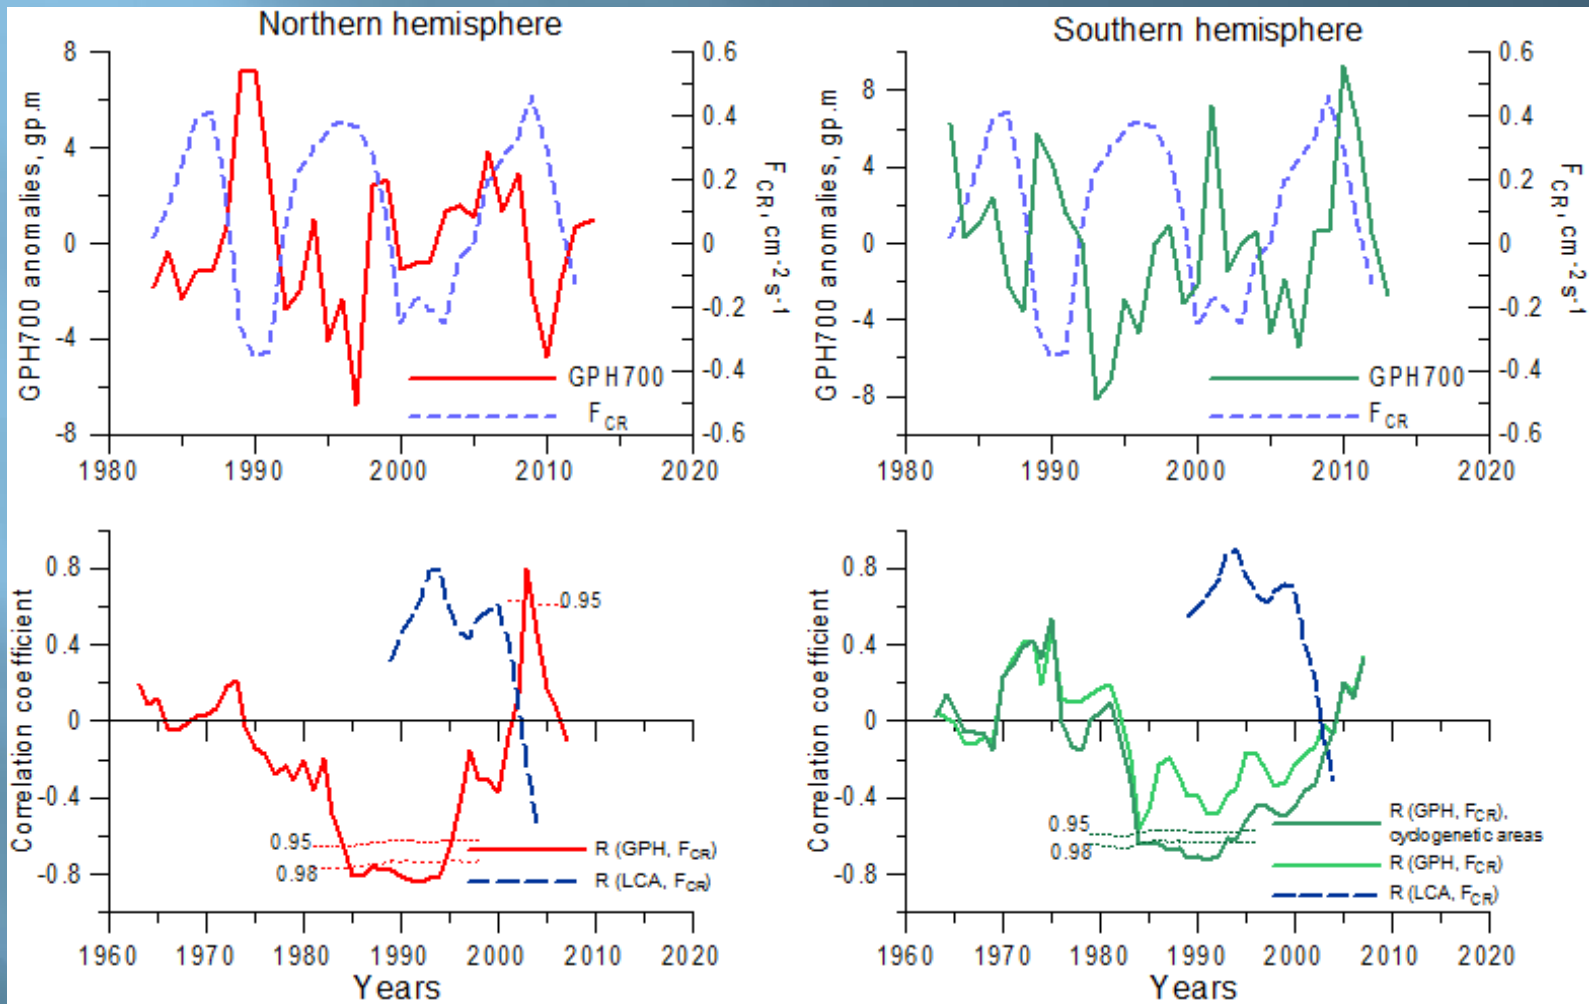 Northern hemisphere
8
4
0
-4
-8
GPH700 anomalies, gp.m
0.6
0.4
0.2
0
-0.2
-0.4
-0.6
FCR, cm-2s-1
GPH700
FCR
1980 1990 2000 2010 2020
Southern hemisphere
8
4
0
-4
-8
GPH700 anomalies, gp.m
0.6
0.4
0.2
0
-0.2
-0.4
-0.6
FCR, cm-2s-1
GPH700
FCR
1980 1990 2000 2010 2020
0.8
0.4
0
-0.4
-0.8
Correlation coefficient
0.95
0.95
0.98
R (GPH, FCR)
R (LCA, FCR)
1960 1970 1980 1990 2000 2010 2020
Years
0.8
0.4
0
-0.4
-0.8
Correlation coefficient
0.95
0.98
R (GPH, FCR),
cyclogenetic areas
R (GPH, FCR)
R (LCA, FCR)
1960 1970 1980 1990 2000 2010 2020
Years